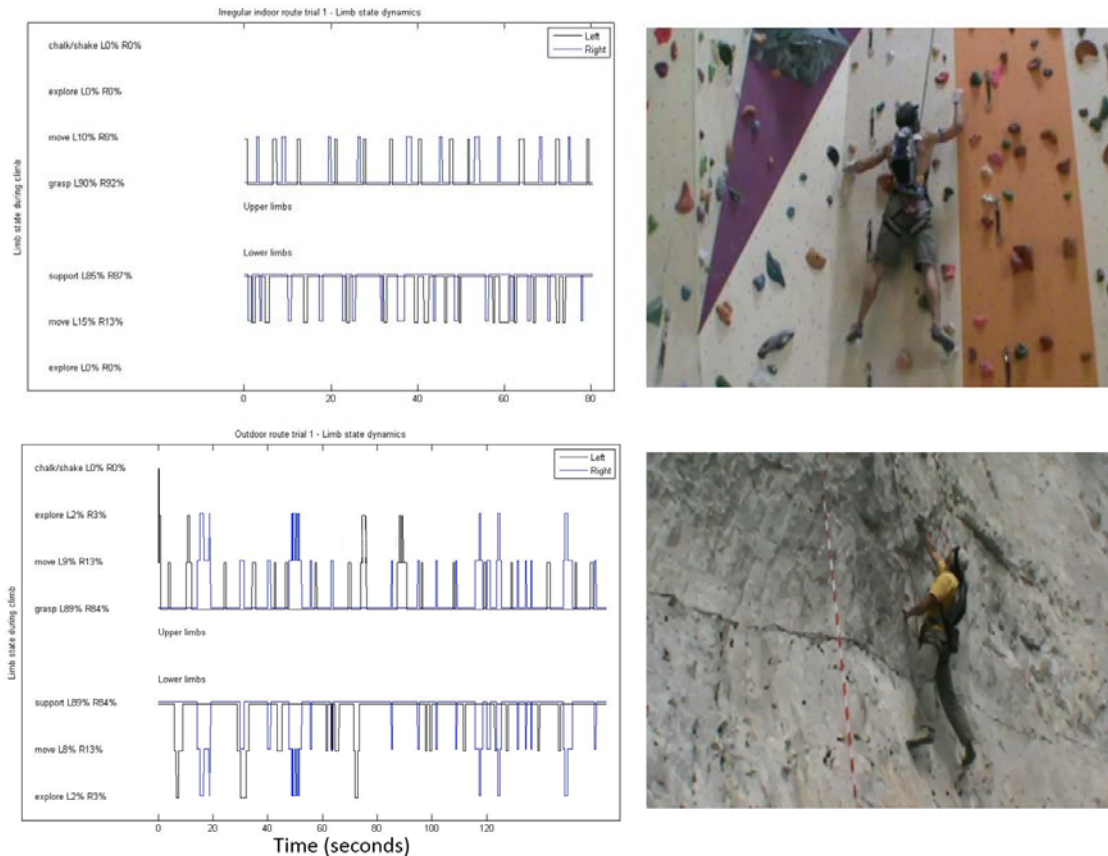 Irregular indoor route trial 1 - Limb state dynamics
Left
Right
chalk/shake L0% R0%
explore L0% R0%
move L10% R8%
grasp L90% R92%
Upper limbs
Lower limbs
support L85% R87%
move L15% R13%
explore L0% R0%
Limb state during climb
0 20 40 60 80
Outdoor route trial 1 - Limb state dynamics
Left
Right
chalk/shake L0% R0%
explore L2% R3%
move L9% R13%
grasp L89% R84%
Upper limbs
Lower limbs
support L89% R84%
move L8% R13%
explore L2% R3%
Limb state during climb
0 20 40 60 80 100 120
Time (seconds)